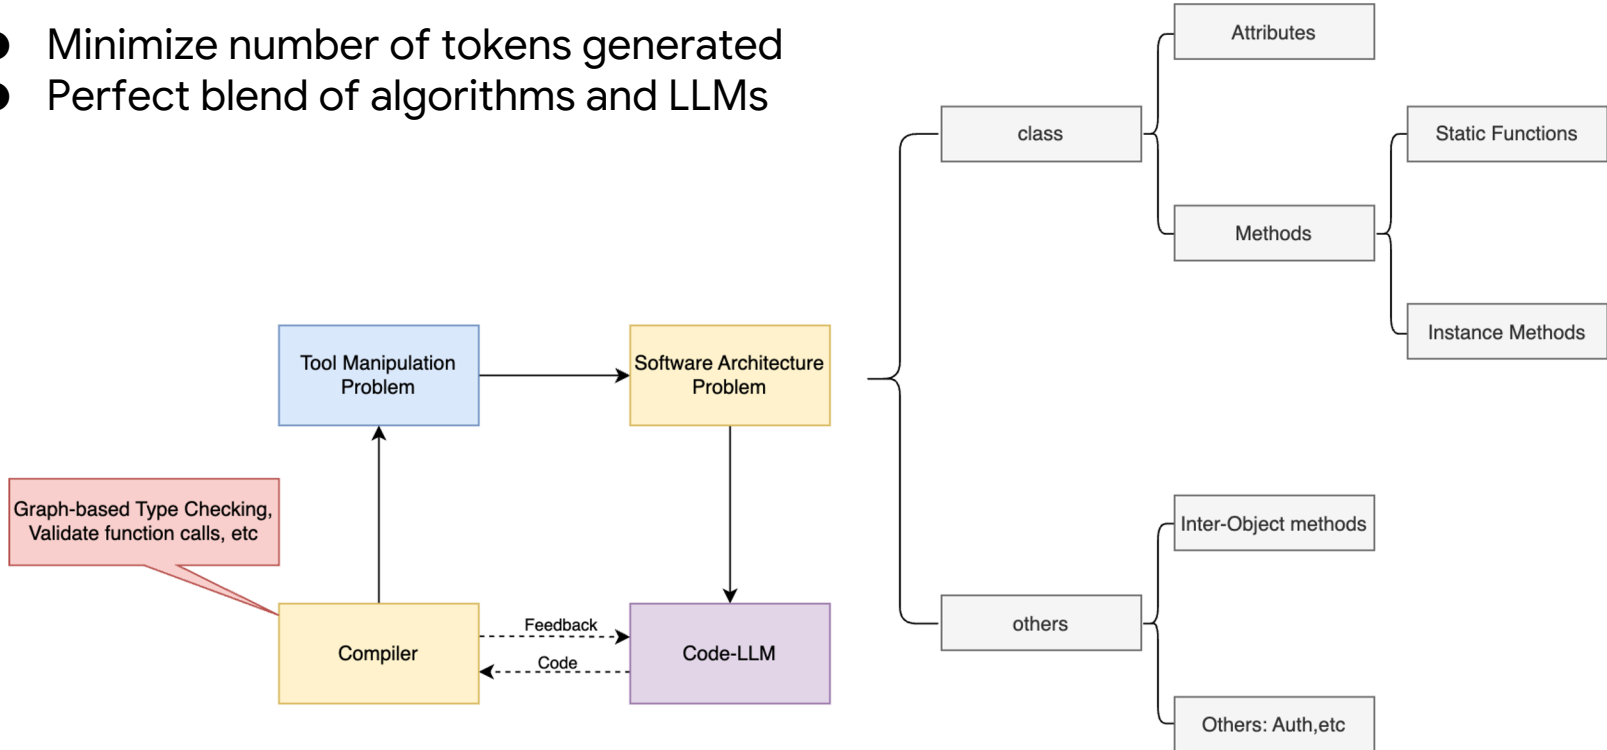 Minimize number of tokens generated
Perfect blend of algorithms and LLMs
Tool Manipulation
Problem
Software Architecture
Problem
Graph-based Type Checking,
Validate function calls, etc
Compiler
Feedback
Code
Code-LLM
class
Attributes
Methods
Static Functions
Instance Methods
others
Inter-Object methods
Others: Auth,etc